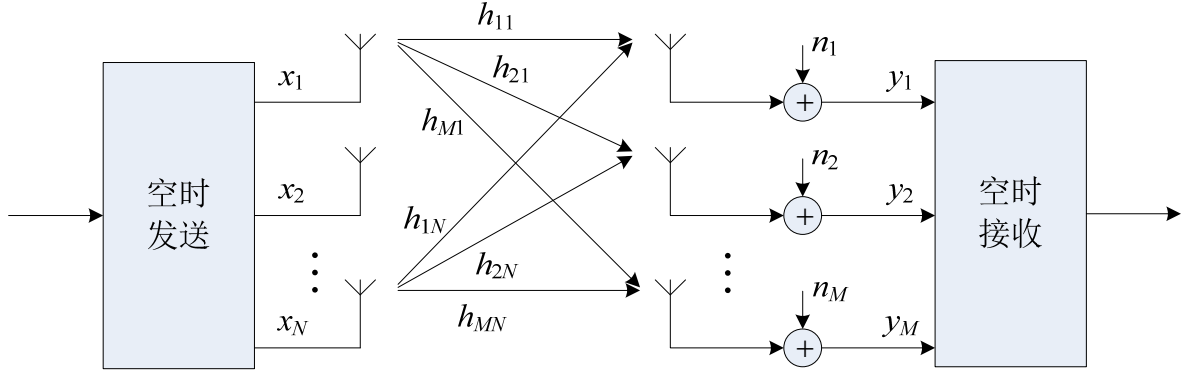 空时
发送
x1
x2
xN
h11
h21
hM1
h1N
h2N
hMN
n1
n2
nM
+
+
+
y1
y2
yM
空时
接收